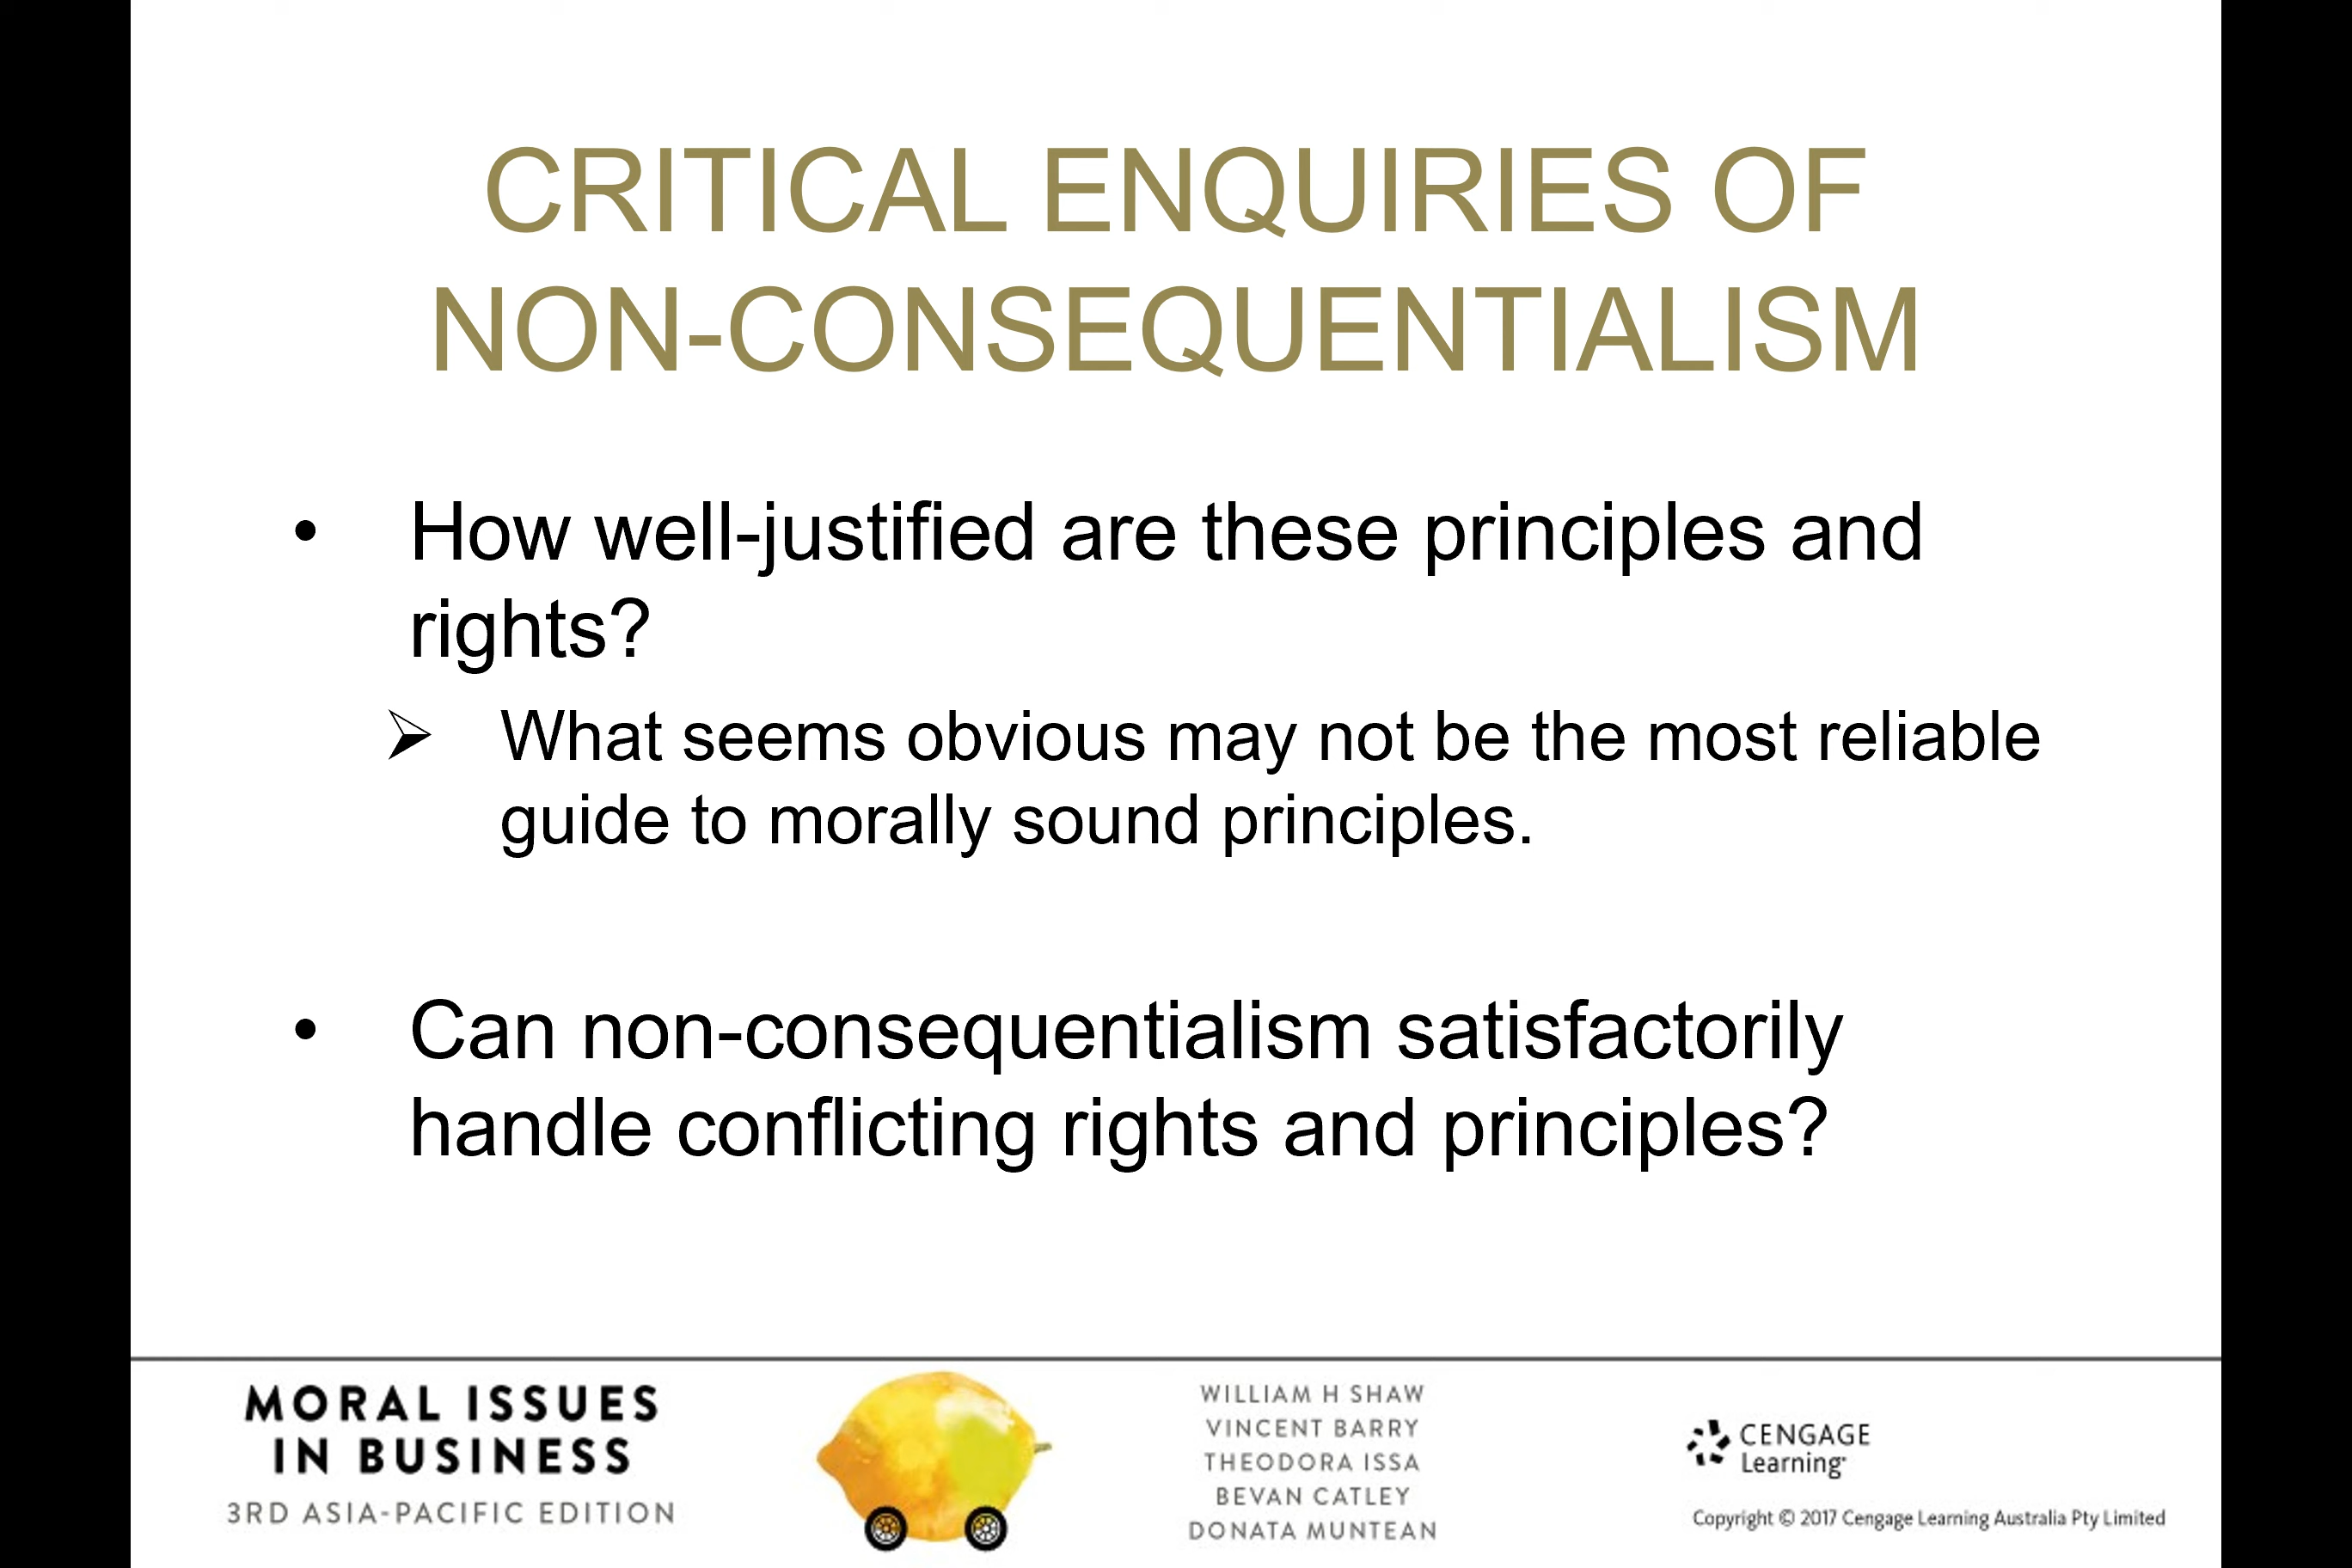 CRITICAL ENQUIRIES OF
NON-CONSEQUENTIALISM
• How well-justified are these principles and
rights?
➢ What seems obvious may not be the most reliable
guide to morally sound principles.
• Can non-consequentialism satisfactorily
handle conflicting rights and principles?
MORAL ISSUES
IN BUSINESS
3RD ASIA-PACIFIC EDITION
WILLIAM H SHAW
VINCENT BARRY
THEODORA ISSA
BEVAN CATLEY
DONATA MUNTEAN
CENGAGE
Learning·
Copyright © 2017 Cengage Learning Australia Pty Limited